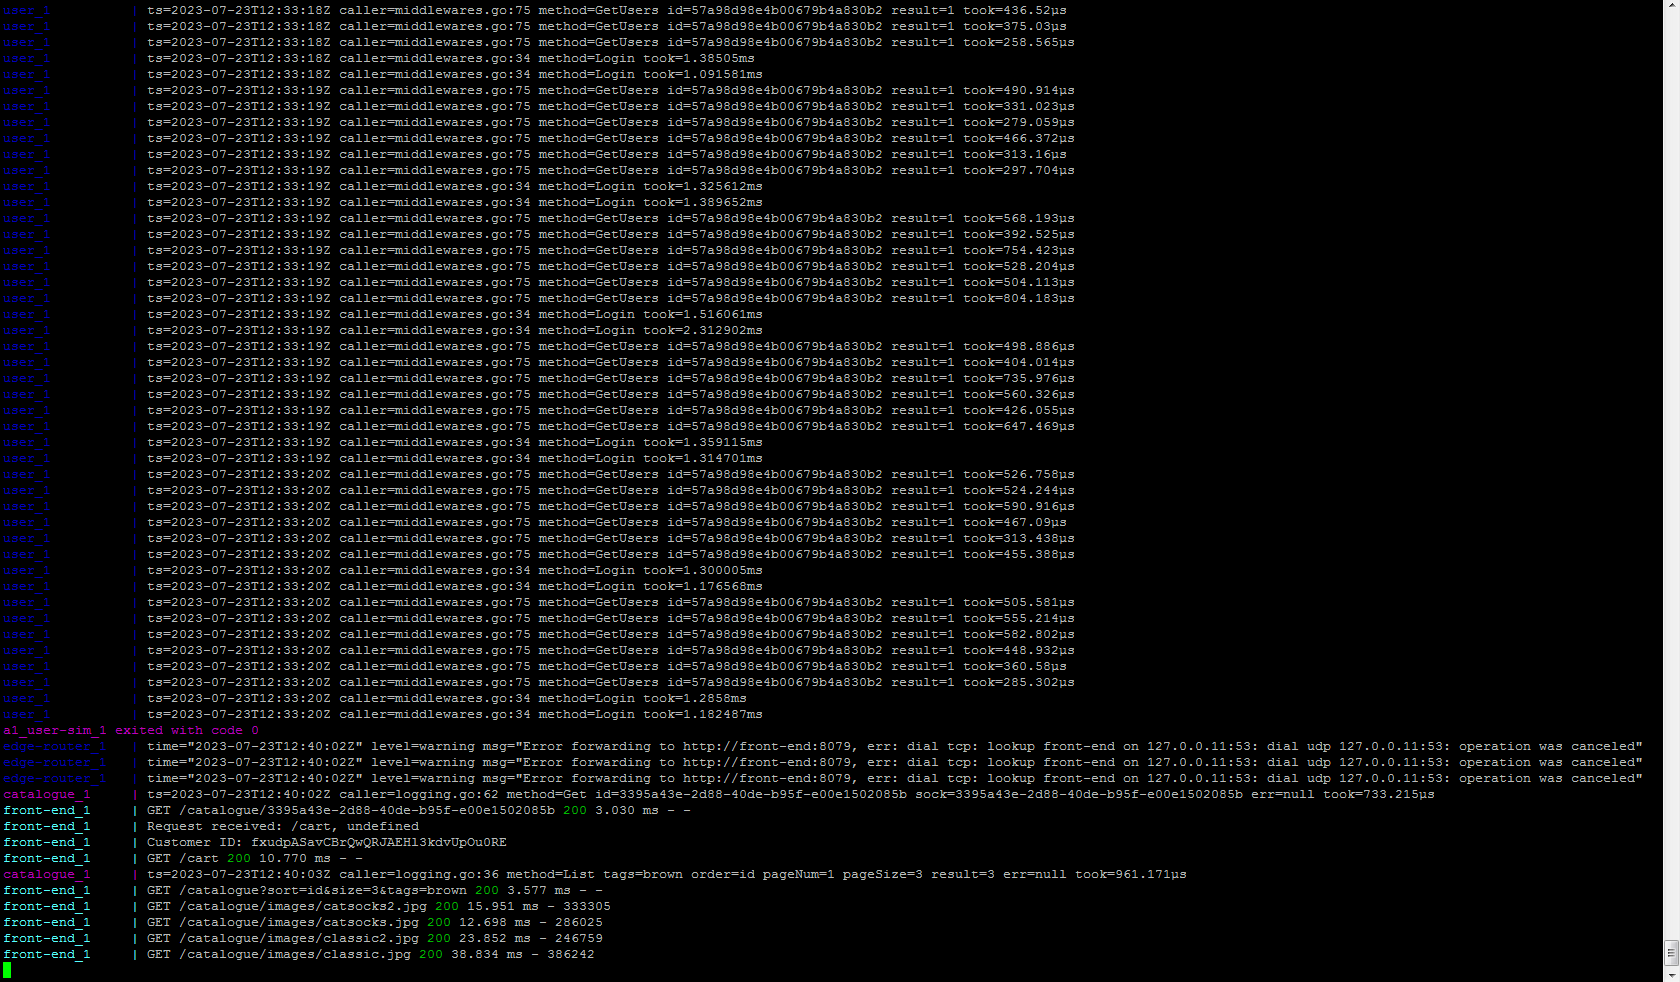 user_1 | ts=2023-07-23T12:33:18Z caller=middlewares.go:75 method=GetUsers id=57a98d98e4b00679b4a830b2 result=1 took=436.52µs
user_1 | ts=2023-07-23T12:33:18Z caller=middlewares.go:75 method=GetUsers id=57a98d98e4b00679b4a830b2 result=1 took=375.03µs
user_1 | ts=2023-07-23T12:33:18Z caller=middlewares.go:75 method=GetUsers id=57a98d98e4b00679b4a830b2 result=1 took=258.565µs
user_1 | ts=2023-07-23T12:33:18Z caller=middlewares.go:34 method=Login took=1.38505ms
user_1 | ts=2023-07-23T12:33:18Z caller=middlewares.go:34 method=Login took=1.091581ms
user_1 | ts=2023-07-23T12:33:19Z caller=middlewares.go:75 method=GetUsers id=57a98d98e4b00679b4a830b2 result=1 took=490.914µs
user_1 | ts=2023-07-23T12:33:19Z caller=middlewares.go:75 method=GetUsers id=57a98d98e4b00679b4a830b2 result=1 took=331.023µs
user_1 | ts=2023-07-23T12:33:19Z caller=middlewares.go:75 method=GetUsers id=57a98d98e4b00679b4a830b2 result=1 took=279.059µs
user_1 | ts=2023-07-23T12:33:19Z caller=middlewares.go:75 method=GetUsers id=57a98d98e4b00679b4a830b2 result=1 took=466.372µs
user_1 | ts=2023-07-23T12:33:19Z caller=middlewares.go:75 method=GetUsers id=57a98d98e4b00679b4a830b2 result=1 took=313.16µs
user_1 | ts=2023-07-23T12:33:19Z caller=middlewares.go:75 method=GetUsers id=57a98d98e4b00679b4a830b2 result=1 took=297.704µs
user_1 | ts=2023-07-23T12:33:19Z caller=middlewares.go:34 method=Login took=1.325612ms
user_1 | ts=2023-07-23T12:33:19Z caller=middlewares.go:34 method=Login took=1.389652ms
user_1 | ts=2023-07-23T12:33:19Z caller=middlewares.go:75 method=GetUsers id=57a98d98e4b00679b4a830b2 result=1 took=568.193µs
user_1 | ts=2023-07-23T12:33:19Z caller=middlewares.go:75 method=GetUsers id=57a98d98e4b00679b4a830b2 result=1 took=392.525µs
user_1 | ts=2023-07-23T12:33:19Z caller=middlewares.go:75 method=GetUsers id=57a98d98e4b00679b4a830b2 result=1 took=754.423µs
user_1 | ts=2023-07-23T12:33:19Z caller=middlewares.go:75 method=GetUsers id=57a98d98e4b00679b4a830b2 result=1 took=528.204µs
user_1 | ts=2023-07-23T12:33:19Z caller=middlewares.go:75 method=GetUsers id=57a98d98e4b00679b4a830b2 result=1 took=504.113µs
user_1 | ts=2023-07-23T12:33:19Z caller=middlewares.go:75 method=GetUsers id=57a98d98e4b00679b4a830b2 result=1 took=804.183µs
user_1 | ts=2023-07-23T12:33:19Z caller=middlewares.go:34 method=Login took=1.516061ms
user_1 | ts=2023-07-23T12:33:19Z caller=middlewares.go:34 method=Login took=2.312902ms
user_1 | ts=2023-07-23T12:33:19Z caller=middlewares.go:75 method=GetUsers id=57a98d98e4b00679b4a830b2 result=1 took=498.886µs
user_1 | ts=2023-07-23T12:33:19Z caller=middlewares.go:75 method=GetUsers id=57a98d98e4b00679b4a830b2 result=1 took=404.014µs
user_1 | ts=2023-07-23T12:33:19Z caller=middlewares.go:75 method=GetUsers id=57a98d98e4b00679b4a830b2 result=1 took=735.976µs
user_1 | ts=2023-07-23T12:33:19Z caller=middlewares.go:75 method=GetUsers id=57a98d98e4b00679b4a830b2 result=1 took=560.326µs
user_1 | ts=2023-07-23T12:33:19Z caller=middlewares.go:75 method=GetUsers id=57a98d98e4b00679b4a830b2 result=1 took=426.055µs
user_1 | ts=2023-07-23T12:33:19Z caller=middlewares.go:75 method=GetUsers id=57a98d98e4b00679b4a830b2 result=1 took=647.469µs
user_1 | ts=2023-07-23T12:33:19Z caller=middlewares.go:34 method=Login took=1.359115ms
user_1 | ts=2023-07-23T12:33:19Z caller=middlewares.go:34 method=Login took=1.314701ms
user_1 | ts=2023-07-23T12:33:20Z caller=middlewares.go:75 method=GetUsers id=57a98d98e4b00679b4a830b2 result=1 took=526.758µs
user_1 | ts=2023-07-23T12:33:20Z caller=middlewares.go:75 method=GetUsers id=57a98d98e4b00679b4a830b2 result=1 took=524.244µs
user_1 | ts=2023-07-23T12:33:20Z caller=middlewares.go:75 method=GetUsers id=57a98d98e4b00679b4a830b2 result=1 took=590.916µs
user_1 | ts=2023-07-23T12:33:20Z caller=middlewares.go:75 method=GetUsers id=57a98d98e4b00679b4a830b2 result=1 took=467.09µs
user_1 | ts=2023-07-23T12:33:20Z caller=middlewares.go:75 method=GetUsers id=57a98d98e4b00679b4a830b2 result=1 took=313.438µs
user_1 | ts=2023-07-23T12:33:20Z caller=middlewares.go:75 method=GetUsers id=57a98d98e4b00679b4a830b2 result=1 took=455.388µs
user_1 | ts=2023-07-23T12:33:20Z caller=middlewares.go:34 method=Login took=1.300005ms
user_1 | ts=2023-07-23T12:33:20Z caller=middlewares.go:34 method=Login took=1.176568ms
user_1 | ts=2023-07-23T12:33:20Z caller=middlewares.go:75 method=GetUsers id=57a98d98e4b00679b4a830b2 result=1 took=505.581µs
user_1 | ts=2023-07-23T12:33:20Z caller=middlewares.go:75 method=GetUsers id=57a98d98e4b00679b4a830b2 result=1 took=555.214µs
user_1 | ts=2023-07-23T12:33:20Z caller=middlewares.go:75 method=GetUsers id=57a98d98e4b00679b4a830b2 result=1 took=582.802µs
user_1 | ts=2023-07-23T12:33:20Z caller=middlewares.go:75 method=GetUsers id=57a98d98e4b00679b4a830b2 result=1 took=448.932µs
user_1 | ts=2023-07-23T12:33:20Z caller=middlewares.go:75 method=GetUsers id=57a98d98e4b00679b4a830b2 result=1 took=360.58µs
user_1 | ts=2023-07-23T12:33:20Z caller=middlewares.go:75 method=GetUsers id=57a98d98e4b00679b4a830b2 result=1 took=285.302µs
user_1 | ts=2023-07-23T12:33:20Z caller=middlewares.go:34 method=Login took=1.2858ms
user_1 | ts=2023-07-23T12:33:20Z caller=middlewares.go:34 method=Login took=1.182487ms
a1_user-sim_1 exited with code 0
edge-router_1 | time="2023-07-23T12:40:02Z" level=warning msg="Error forwarding to http://front-end:8079, err: dial tcp: lookup front-end on 127.0.0.11:53: dial udp 127.0.0.11:53: operation was canceled"
edge-router_1 | time="2023-07-23T12:40:02Z" level=warning msg="Error forwarding to http://front-end:8079, err: dial tcp: lookup front-end on 127.0.0.11:53: dial udp 127.0.0.11:53: operation was canceled"
edge-router_1 | time="2023-07-23T12:40:02Z" level=warning msg="Error forwarding to http://front-end:8079, err: dial tcp: lookup front-end on 127.0.0.11:53: dial udp 127.0.0.11:53: operation was canceled"
catalogue_1 | ts=2023-07-23T12:40:02Z caller=logging.go:62 method=Get id=3395a43e-2d88-40de-b95f-e00e1502085b sock=3395a43e-2d88-40de-b95f-e00e1502085b err=null took=733.215µs
front-end_1 | GET /catalogue/3395a43e-2d88-40de-b95f-e00e1502085b 200 3.030 ms - -
front-end_1 | Request received: /cart, undefined
front-end_1 | Customer ID: fxudpASavCBrQwQRJAEHl3kdvUpOu0RE
front-end_1 | GET /cart 200 10.770 ms - -
catalogue_1 | ts=2023-07-23T12:40:03Z caller=logging.go:36 method=List tags=brown order=id pageNum=1 pageSize=3 result=3 err=null took=961.171µs
front-end_1 | GET /catalogue?sort=id&size=3&tags=brown 200 3.577 ms - -
front-end_1 | GET /catalogue/images/catsocks2.jpg 200 15.951 ms - 333305
front-end_1 | GET /catalogue/images/catsocks.jpg 200 12.698 ms - 286025
front-end_1 | GET /catalogue/images/classic2.jpg 200 23.852 ms - 246759
front-end_1 | GET /catalogue/images/classic.jpg 200 38.834 ms - 386242